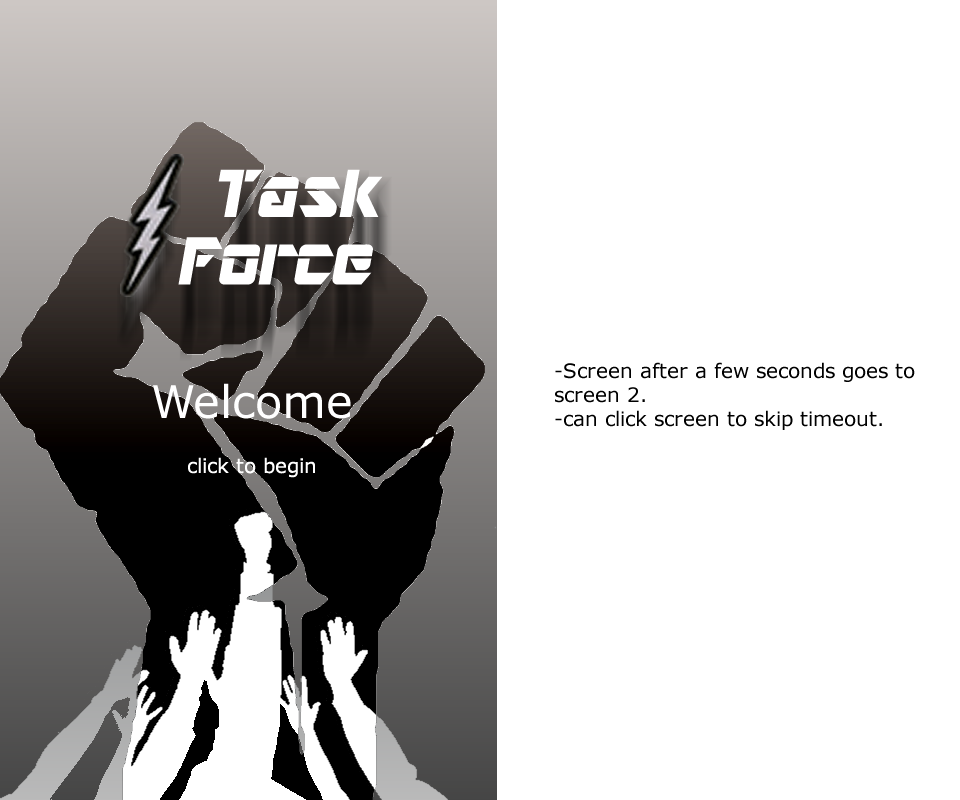 Task
Force
Welcome
click to begin
-Screen after a few seconds goes to
screen 2.
-can click screen to skip timeout.